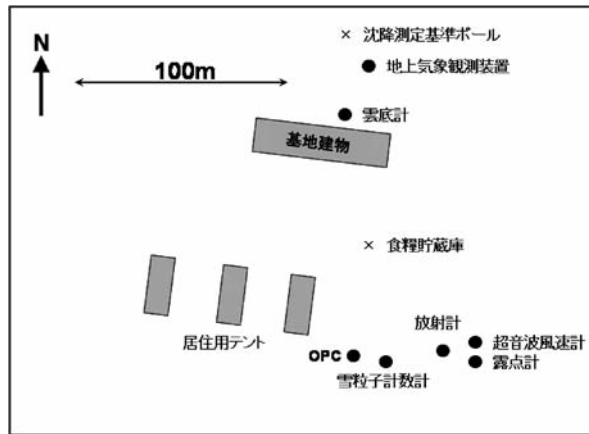 沈降測定基準ポール
N
地上気象観測装置
100m
雲底計
基地建物
食糧貯蔵庫
放射計
超音波風速計
居住用テント
OPC
露点計
雪粒子計数計